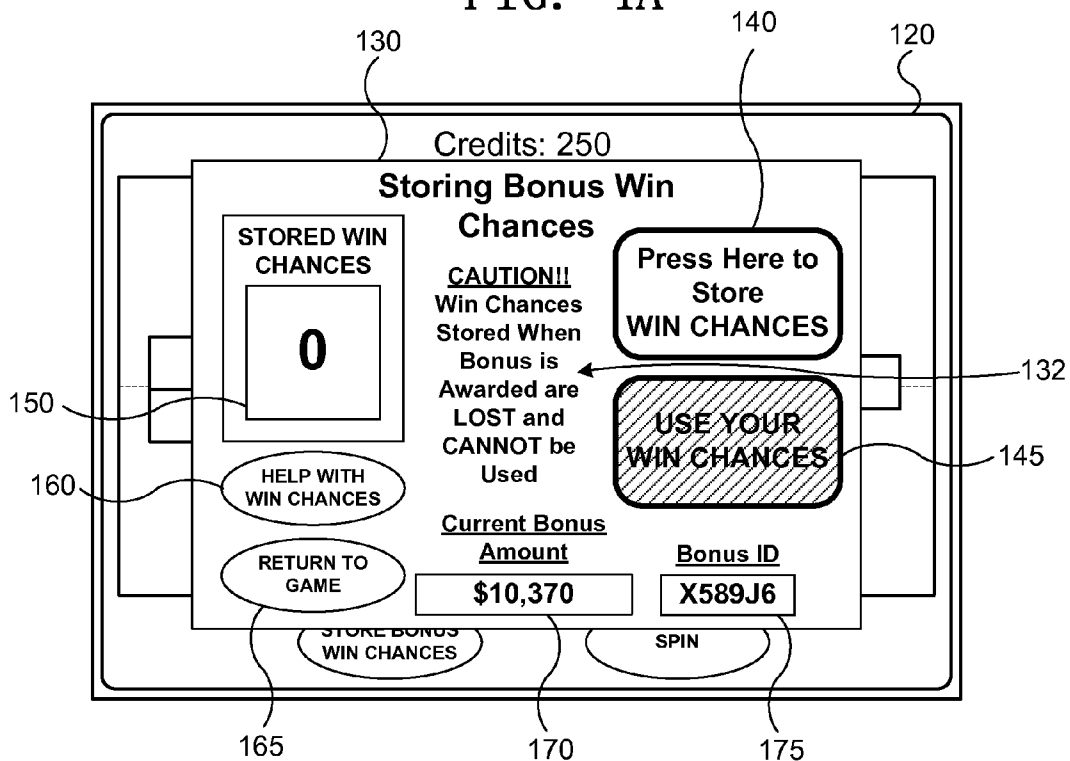 FIG. 1A
140
130
120
Credits: 250
Storing Bonus Win
Chances
STORED WIN
CHANCES
0
CAUTION!!
Win Chances
Stored When
Bonus is
Awarded are
LOST and
CANNOT be
Used
Press Here to
Store
WIN CHANCES
132
USE YOUR
WIN CHANCES
145
150
160
HELP WITH
WIN CHANCES
RETURN TO
GAME
Current Bonus
Amount
$10,370
Bonus ID
X589J6
STORE BONUS
WIN CHANCES
SPIN
165
170
175